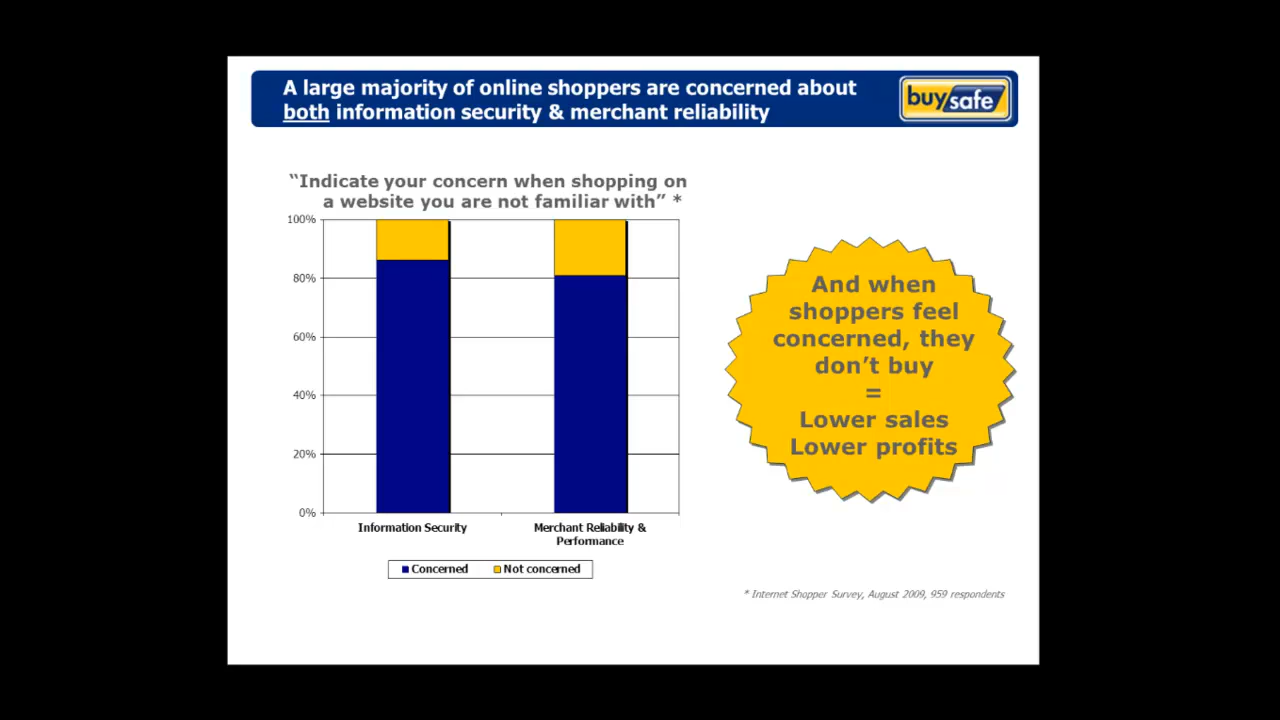 A large majority of online shoppers are concerned about
both information security & merchant reliability
buysafe
“Indicate your concern when shopping on
a website you are not familiar with” *
100%
80%
60%
40%
20%
0%
Information Security
Merchant Reliability &
Performance
Concerned
Not concerned
And when
shoppers feel
concerned, they
don’t buy
=
Lower sales
Lower profits
* Internet Shopper Survey, August 2009, 959 respondents